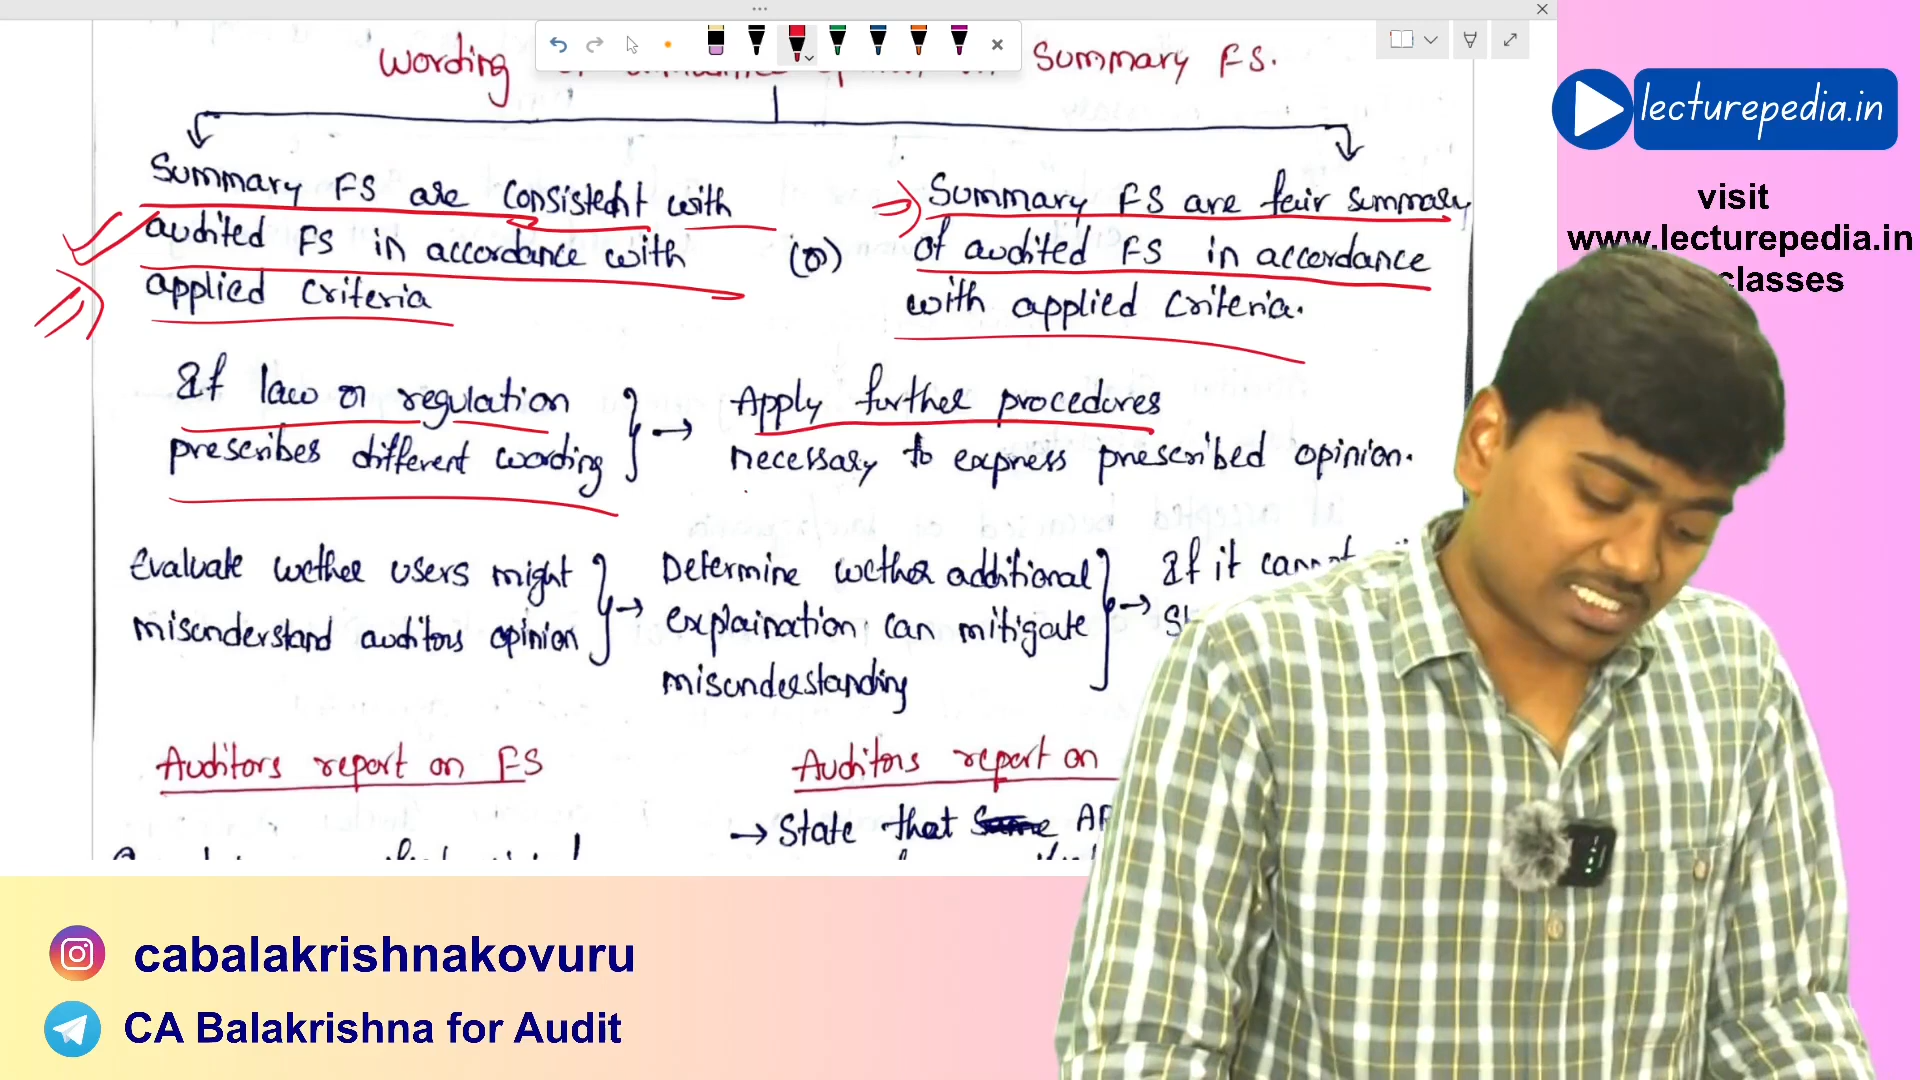 Wording Summary FS.
Summary FS are Consistent with
audited FS in accordance with
applied criteria
(or)
Summary FS are fair summary
of audited FS in accordance
with applied criteria.
If law or regulation
prescribes different wording
→ Apply further procedures
necessary to express prescribed opinion.
Evaluate wether users might
misunderstand auditors opinion
→ Determine wether additional
explaination can mitigate
misunderstanding
→ If it
Auditors report on FS
Auditors report on
→ State that
lecturepedia.in
visit
www.lecturepedia.in
classes
cabalakrishnakovuru
CA Balakrishna for Audit